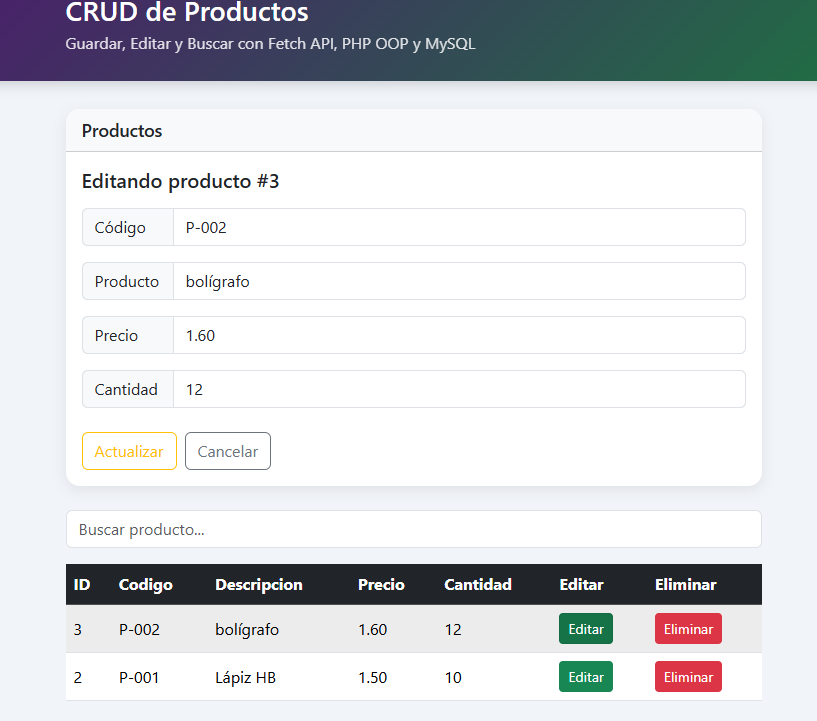 CRUD de Productos
Guardar, Editar y Buscar con Fetch API, PHP OOP y MySQL
Productos
Editando producto #3
Código P-002
Producto bolígrafo
Precio 1.60
Cantidad 12
Actualizar Cancelar
Buscar producto...
ID Codigo Descripcion Precio Cantidad Editar Eliminar
3 P-002 bolígrafo 1.60 12 Editar Eliminar
2 P-001 Lápiz HB 1.50 10 Editar Eliminar